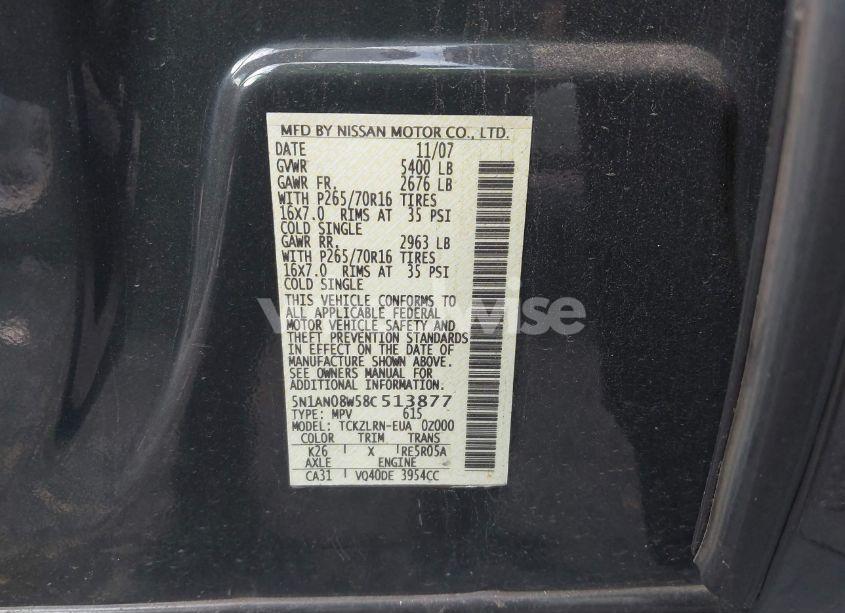 MFD BY NISSAN MOTOR CO., LTD.
DATE 11/07
GVWR 5400 LB
GAWR FR. 2676 LB
WITH P265/70R16 TIRES
16X7.0 RIMS AT 35 PSI
COLD SINGLE
GAWR RR. 2963 LB
WITH P265/70R16 TIRES
16X7.0 RIMS AT 35 PSI
COLD SINGLE
THIS VEHICLE CONFORMS TO
ALL APPLICABLE FEDERAL
MOTOR VEHICLE SAFETY AND
THEFT PREVENTION STANDARDS
IN EFFECT ON THE DATE OF
MANUFACTURE SHOWN ABOVE.
SEE OWNERS MANUAL FOR
ADDITIONAL INFORMATION.
5N1AN08W58C513877
TYPE: MPV 615
MODEL: TCKZLRN-EUA 0Z000
COLOR TRIM TRANS
K26 X RE5R05A
AXLE ENGINE
CA31 VQ40DE 3954CC